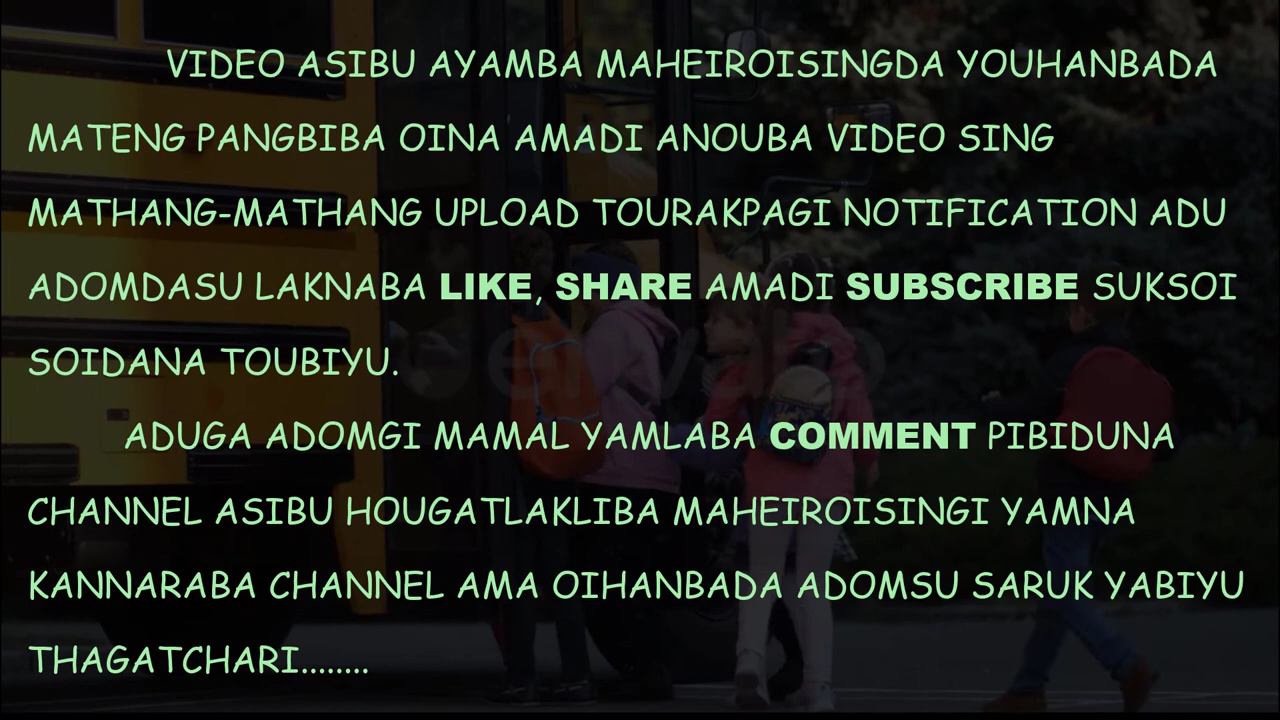 VIDEO ASIBU AYAMBA MAHEIROISINGDA YOUHANBADA
MATENG PANGBIBA OINA AMADI ANOUBA VIDEO SING
MATHANG-MATHANG UPLOAD TOURAKPAGI NOTIFICATION ADU
ADOMDASU LAKNABA LIKE, SHARE AMADI SUBSCRIBE SUKSOI
SOIDANA TOUBIYU.
ADUGA ADOMGI MAMAL YAMLABA COMMENT PIBIDUNA
CHANNEL ASIBU HOUGATLAKLIBA MAHEIROISINGI YAMNA
KANNARABA CHANNEL AMA OIHANBADA ADOMSU SARUK YABIYU
THAGATCHARI........